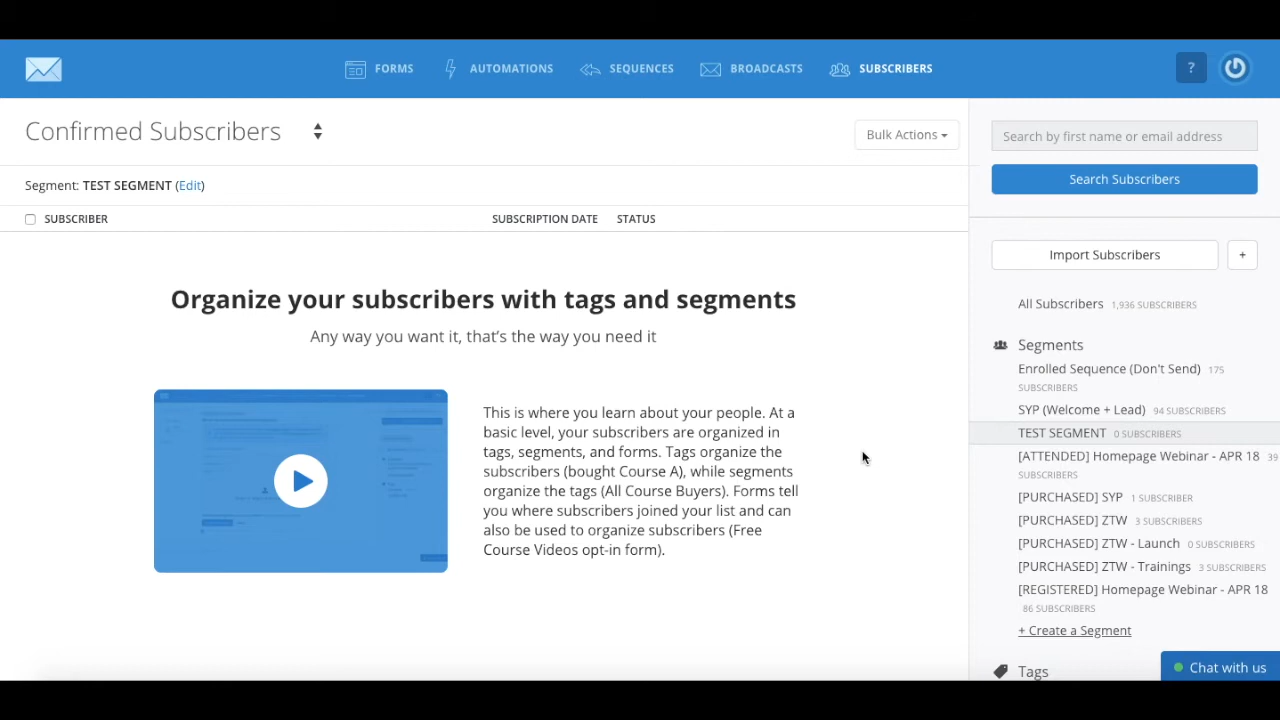 FORMS AUTOMATIONS SEQUENCES BROADCASTS SUBSCRIBERS ?
Confirmed Subscribers
Bulk Actions
Segment: TEST SEGMENT (Edit)
SUBSCRIBER SUBSCRIPTION DATE STATUS
Organize your subscribers with tags and segments
Any way you want it, that's the way you need it
This is where you learn about your people. At a
basic level, your subscribers are organized in
tags, segments, and forms. Tags organize the
subscribers (bought Course A), while segments
organize the tags (All Course Buyers). Forms tell
you where subscribers joined your list and can
also be used to organize subscribers (Free
Course Videos opt-in form).
Search by first name or email address
Search Subscribers
Import Subscribers +
All Subscribers 1,936 SUBSCRIBERS
Segments
Enrolled Sequence (Don't Send) 175
SUBSCRIBERS
SYP (Welcome + Lead) 94 SUBSCRIBERS
TEST SEGMENT 0 SUBSCRIBERS
[ATTENDED] Homepage Webinar - APR 18 39
SUBSCRIBERS
[PURCHASED] SYP 1 SUBSCRIBER
[PURCHASED] ZTW 3 SUBSCRIBERS
[PURCHASED] ZTW - Launch 0 SUBSCRIBERS
[PURCHASED] ZTW - Trainings 3 SUBSCRIBERS
[REGISTERED] Homepage Webinar - APR 18
86 SUBSCRIBERS
+ Create a Segment
Tags
Chat with us